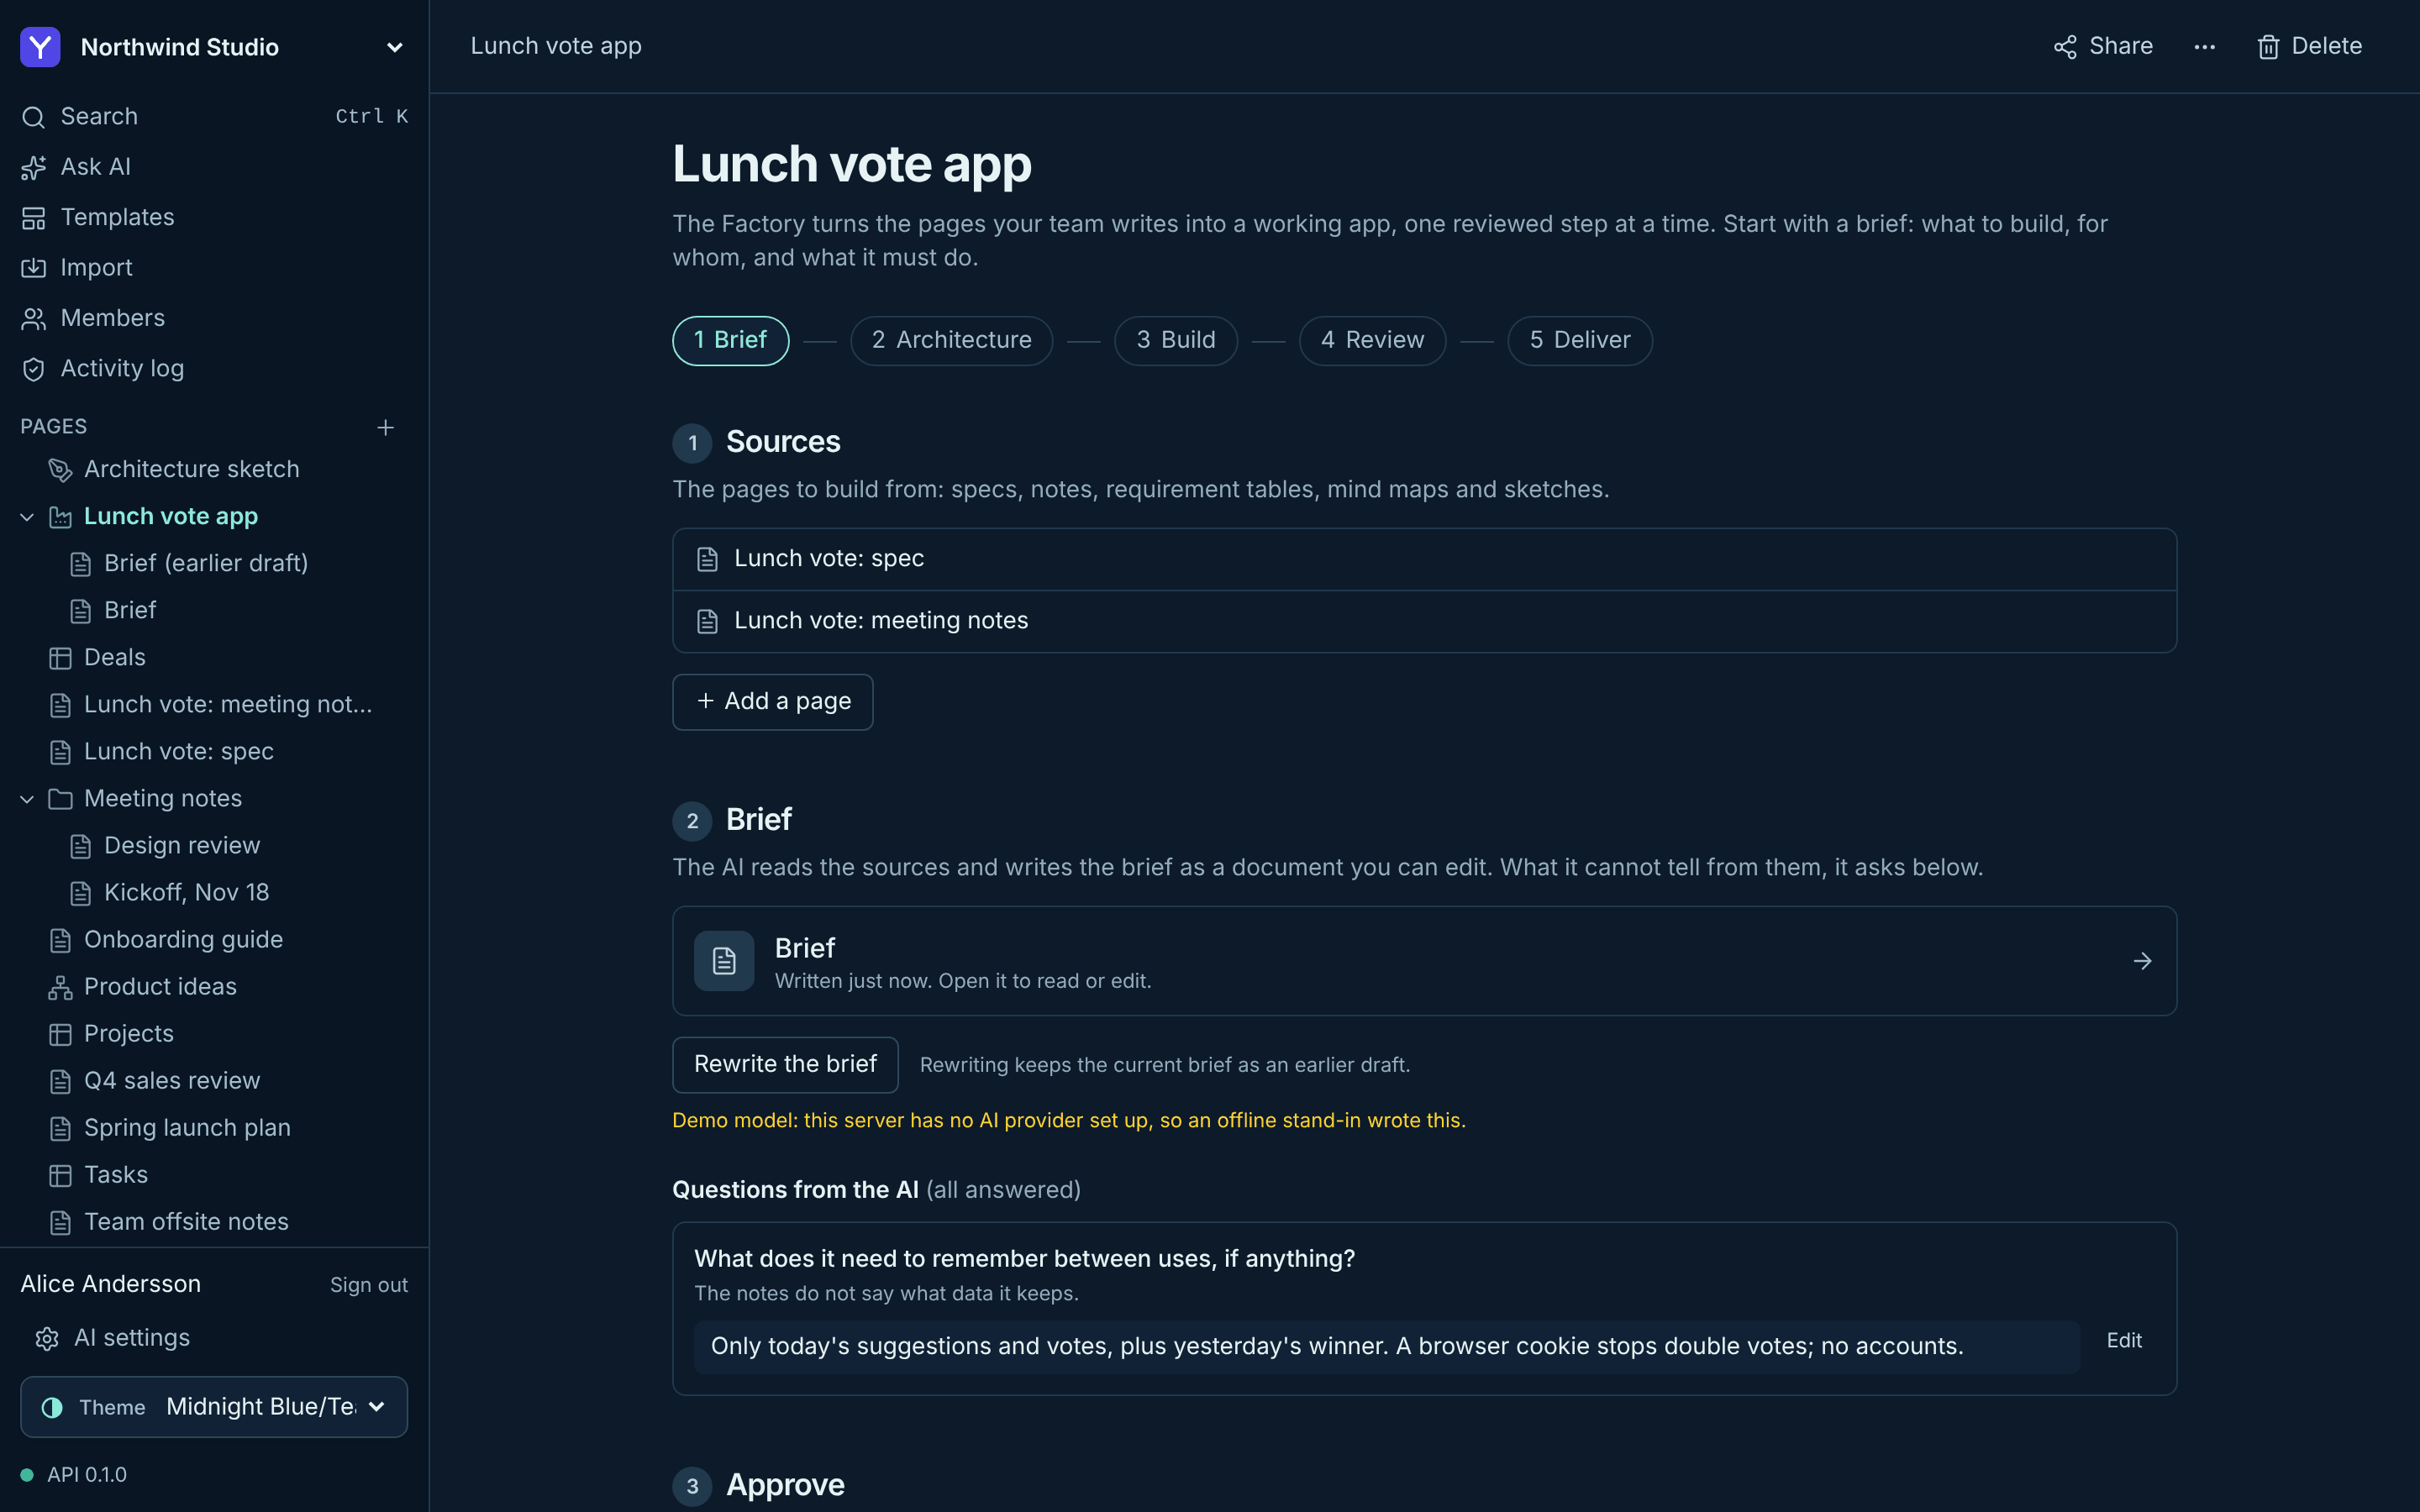 Northwind Studio
Search Ctrl K
Ask AI
Templates
Import
Members
Activity log
PAGES
Architecture sketch
Lunch vote app
Brief (earlier draft)
Brief
Deals
Lunch vote: meeting not...
Lunch vote: spec
Meeting notes
Design review
Kickoff, Nov 18
Onboarding guide
Product ideas
Projects
Q4 sales review
Spring launch plan
Tasks
Team offsite notes
Alice Andersson Sign out
AI settings
Theme Midnight Blue/Te
API 0.1.0
Lunch vote app Share Delete
Lunch vote app
The Factory turns the pages your team writes into a working app, one reviewed step at a time. Start with a brief: what to build, for
whom, and what it must do.
1 Brief 2 Architecture 3 Build 4 Review 5 Deliver
1 Sources
The pages to build from: specs, notes, requirement tables, mind maps and sketches.
Lunch vote: spec
Lunch vote: meeting notes
+ Add a page
2 Brief
The AI reads the sources and writes the brief as a document you can edit. What it cannot tell from them, it asks below.
Brief
Written just now. Open it to read or edit.
Rewrite the brief Rewriting keeps the current brief as an earlier draft.
Demo model: this server has no AI provider set up, so an offline stand-in wrote this.
Questions from the AI (all answered)
What does it need to remember between uses, if anything?
The notes do not say what data it keeps.
Only today's suggestions and votes, plus yesterday's winner. A browser cookie stops double votes; no accounts. Edit
3 Approve